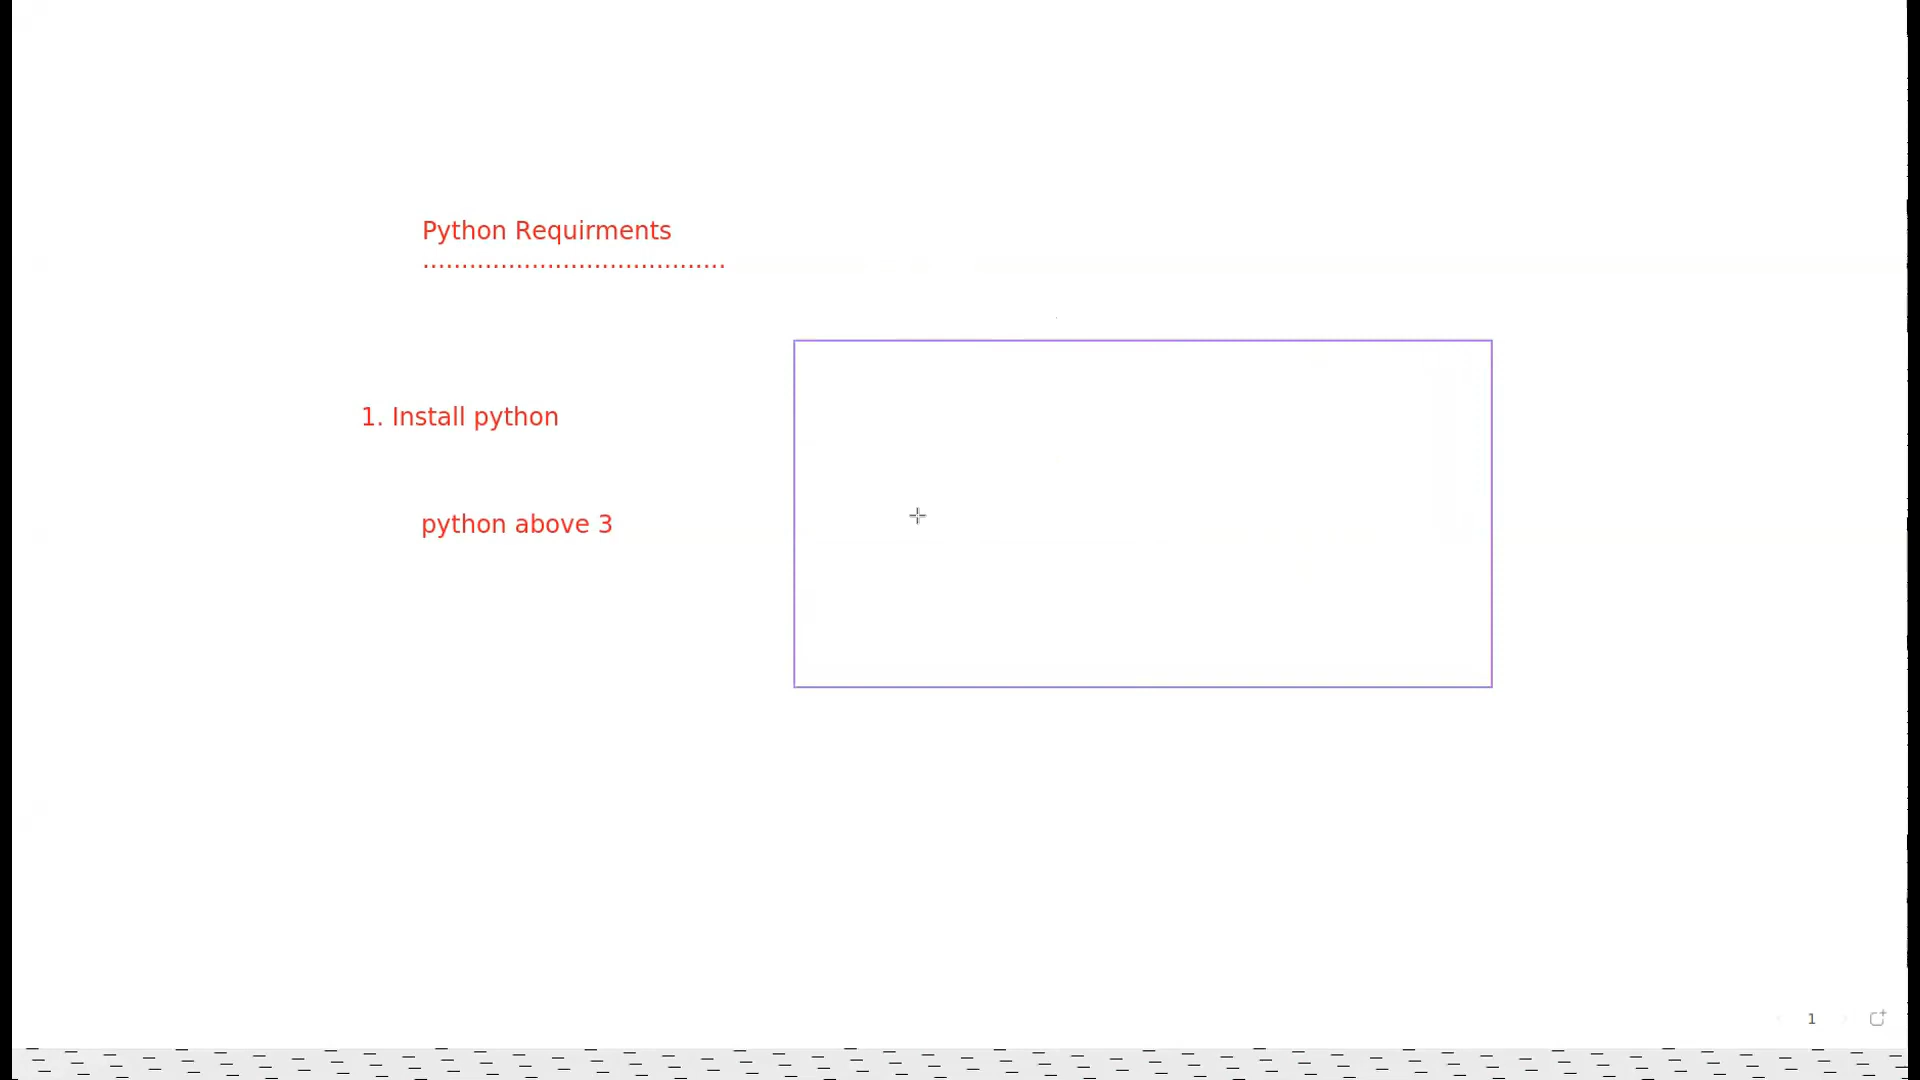 Python Requirments
.......................................
1. Install python
python above 3
1